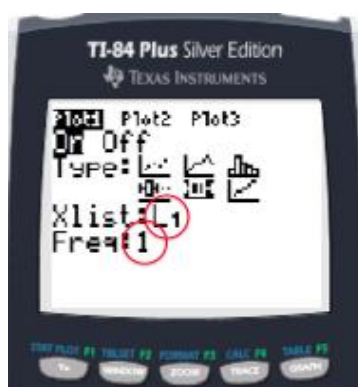 TI-84 Plus Silver Edition
TEXAS INSTRUMENTS
Plot1 Plot2 Plot3
On Off
Type:
Xlist:L1
Freq:1
STAT PLOT F1 TBLSET F2 FORMAT F3 CALC F4 TABLE F5
Y= WINDOW ZOOM TRACE GRAPH